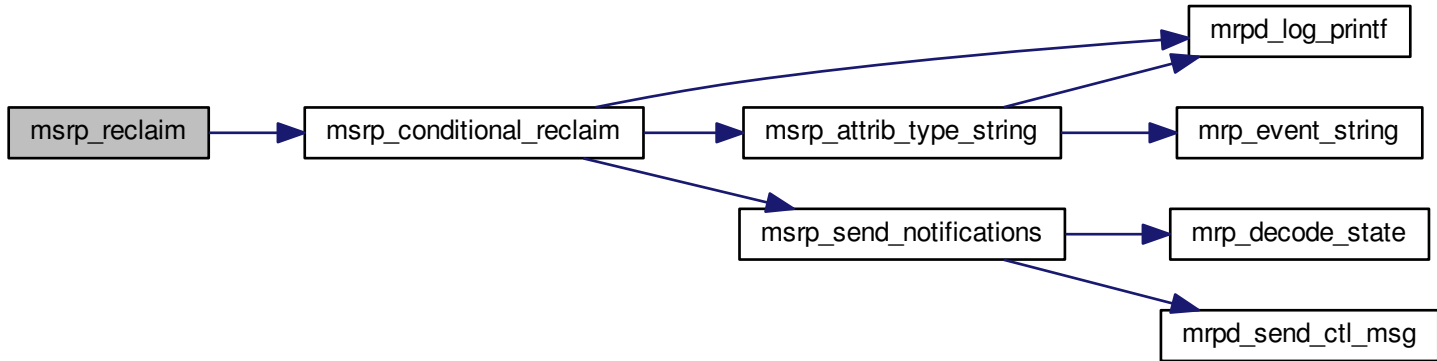 mrpd_log_printf
msrp_reclaim
msrp_conditional_reclaim
msrp_attrib_type_string
mrp_event_string
msrp_send_notifications
mrp_decode_state
mrpd_send_ctl_msg